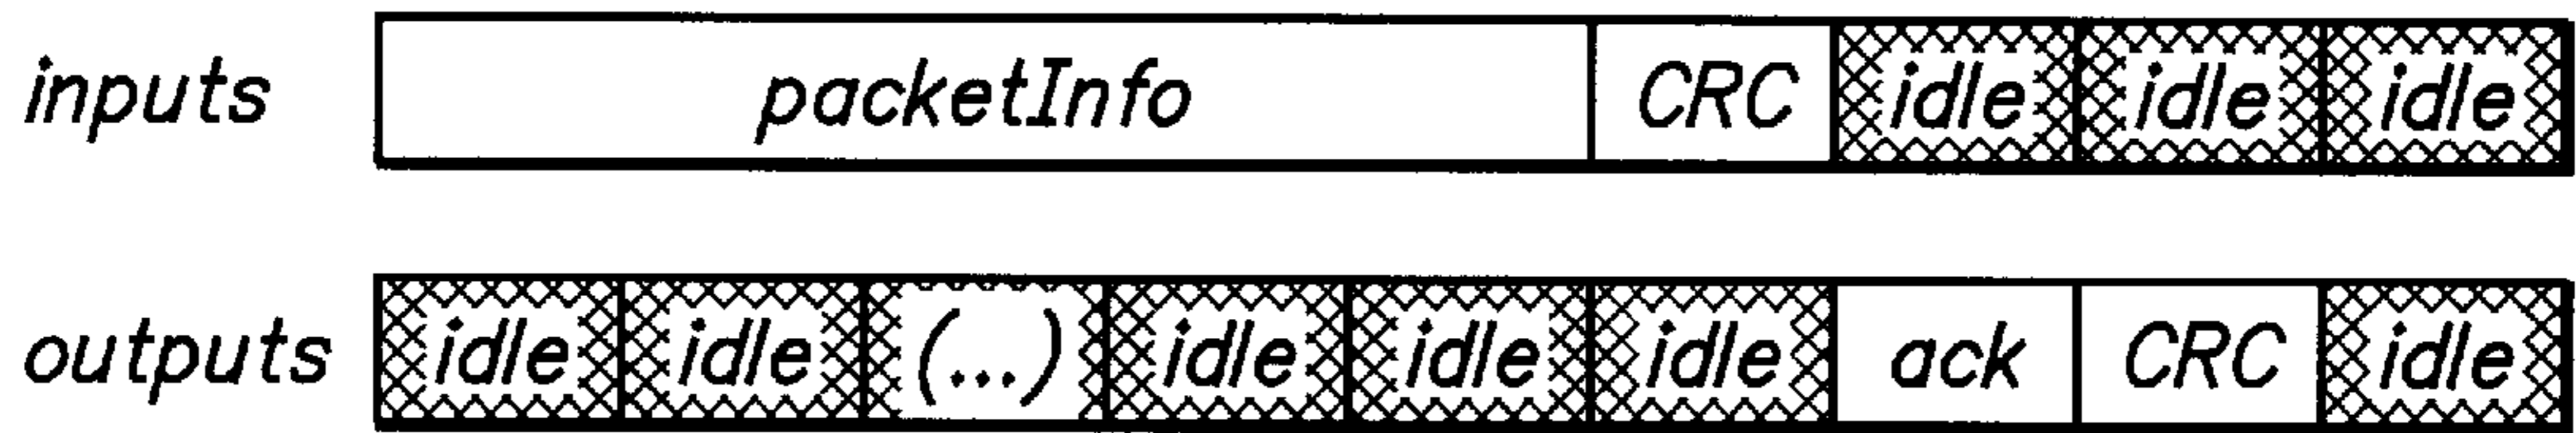 inputs packetInfo CRC idle idle idle
outputs idle idle (...) idle idle idle ack CRC idle